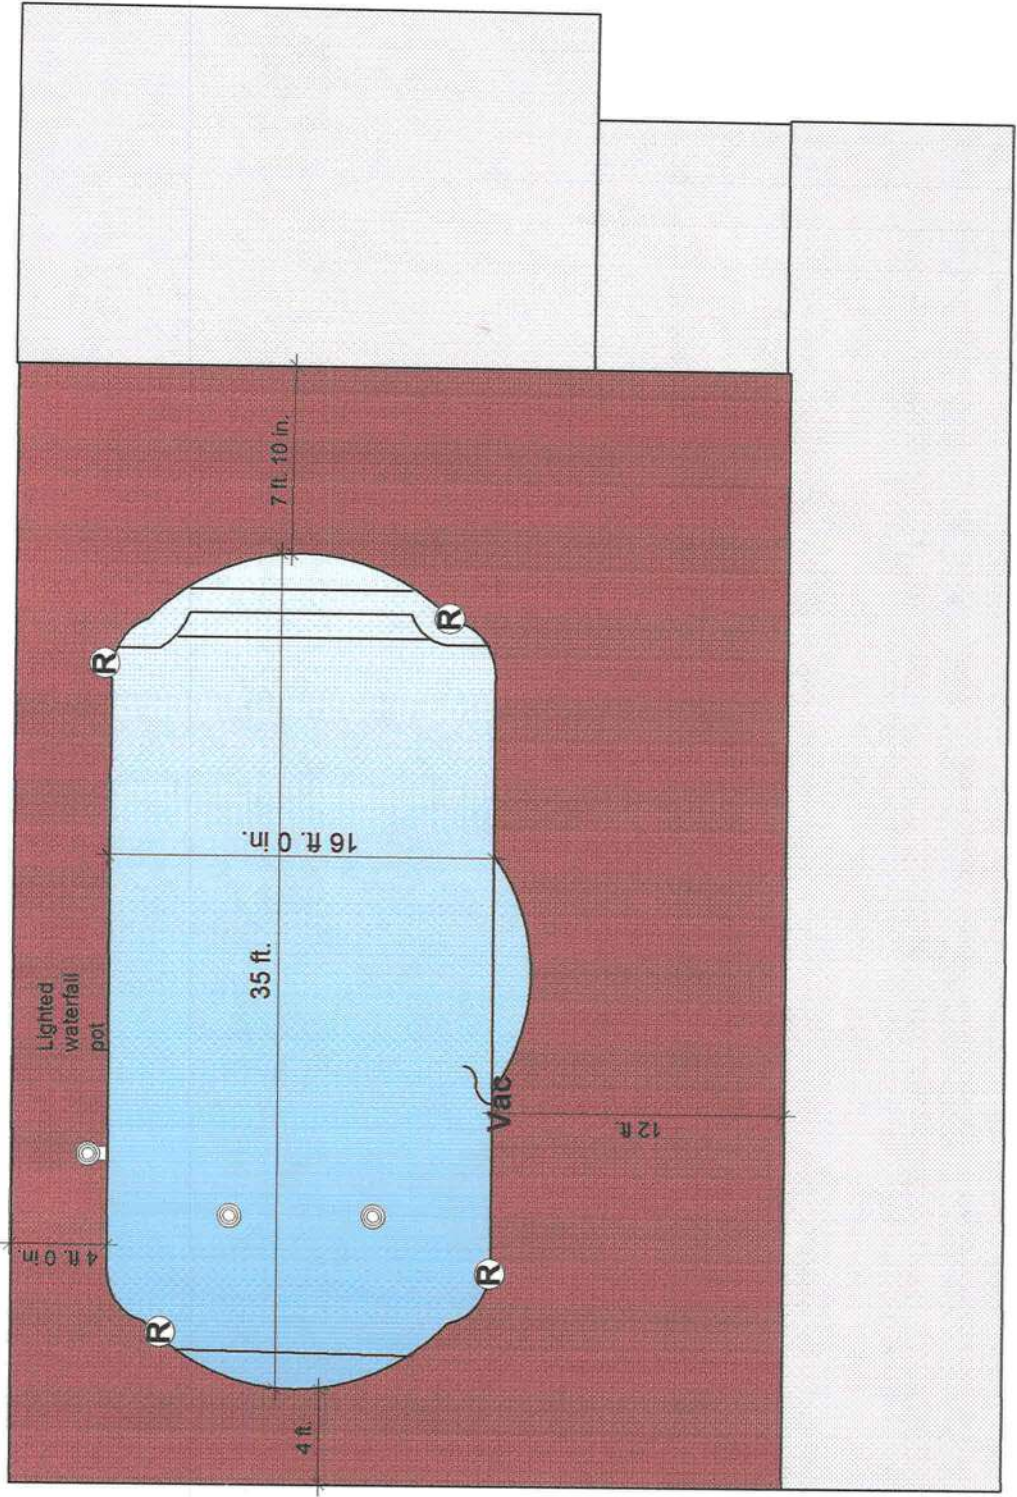 7 ft. 10 in.
R
R
16 ft. 0 in.
35 ft.
Lighted
waterfall
pot
Vac
12 ft.
4 ft. 0 in.
R
R
4 ft.